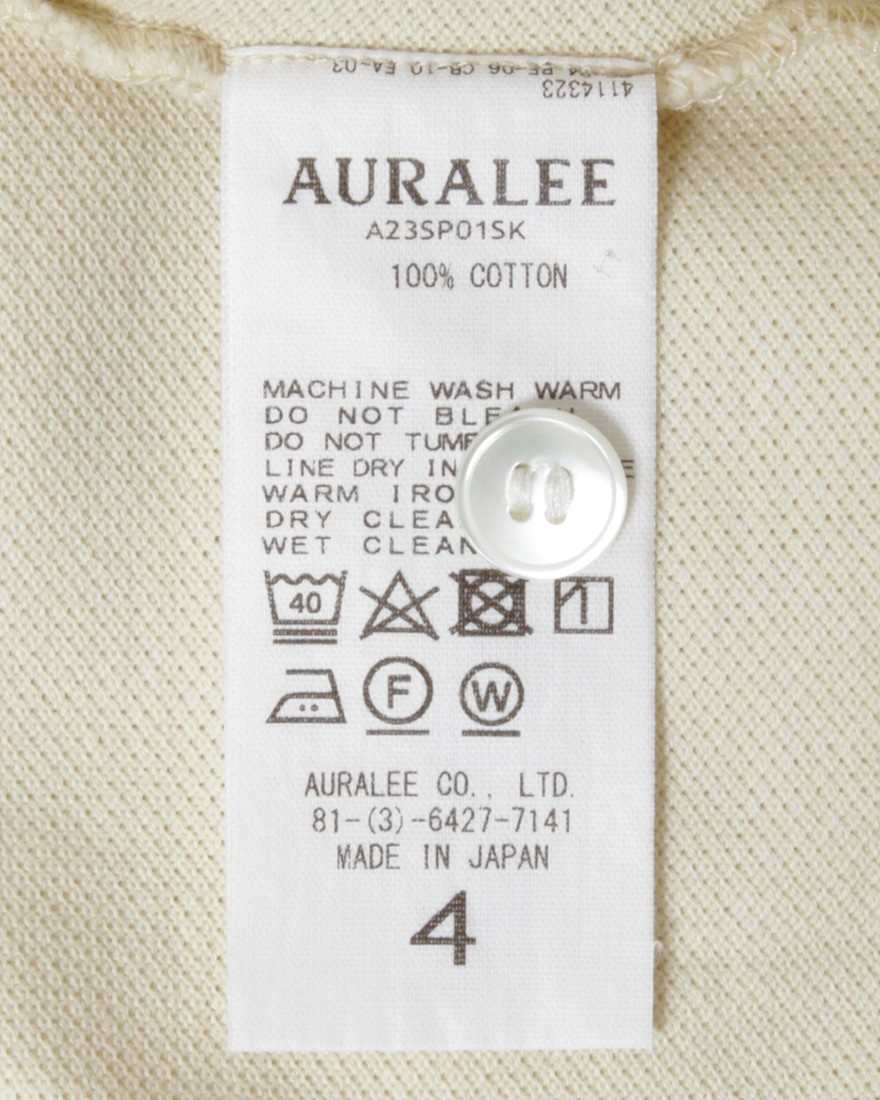 4114323
AURALEE
A23SP01SK
100% COTTON
MACHINE WASH WARM
DO NOT
DO NOT
LINE DRY IN
WARM
DRY
WET
40
F
W
AURALEE CO., LTD.
81-(3)-6427-7141
MADE IN JAPAN
4